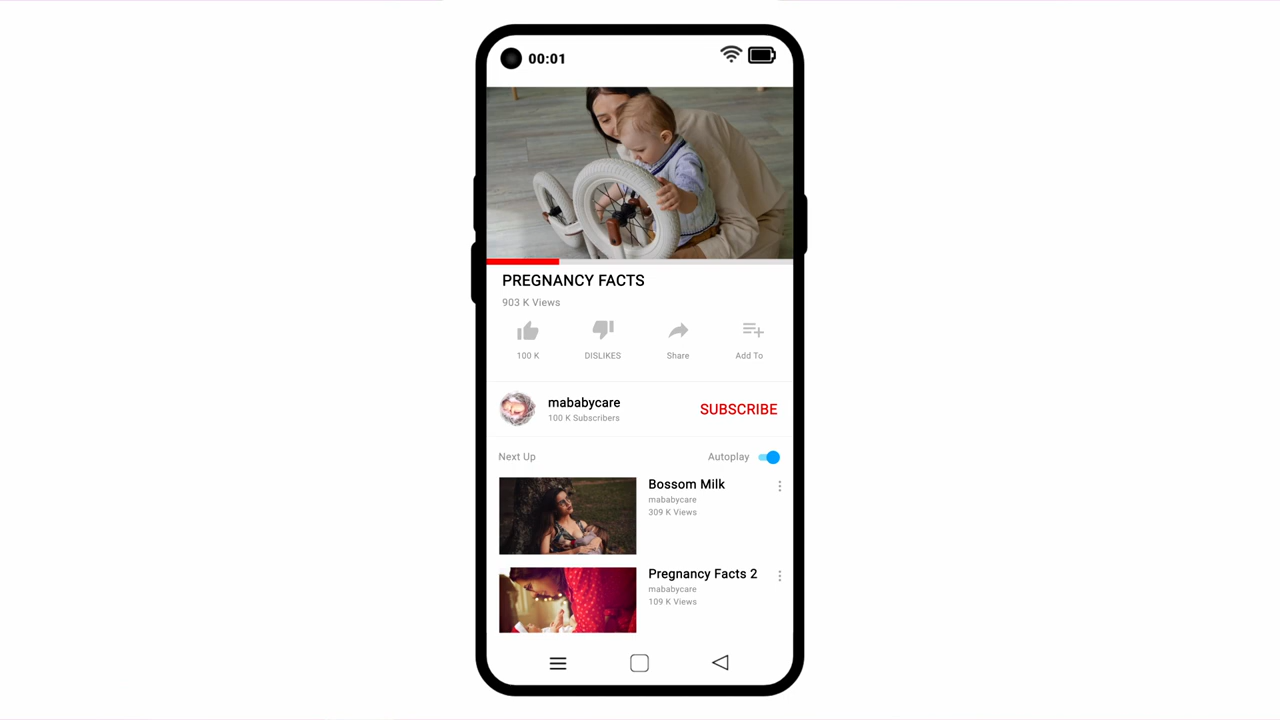 00:01
PREGNANCY FACTS
903 K Views
100 K
DISLIKES
Share
Add To
mababycare
100 K Subscribers
SUBSCRIBE
Next Up
Autoplay
Bossom Milk
mababycare
309 K Views
Pregnancy Facts 2
mababycare
109 K Views